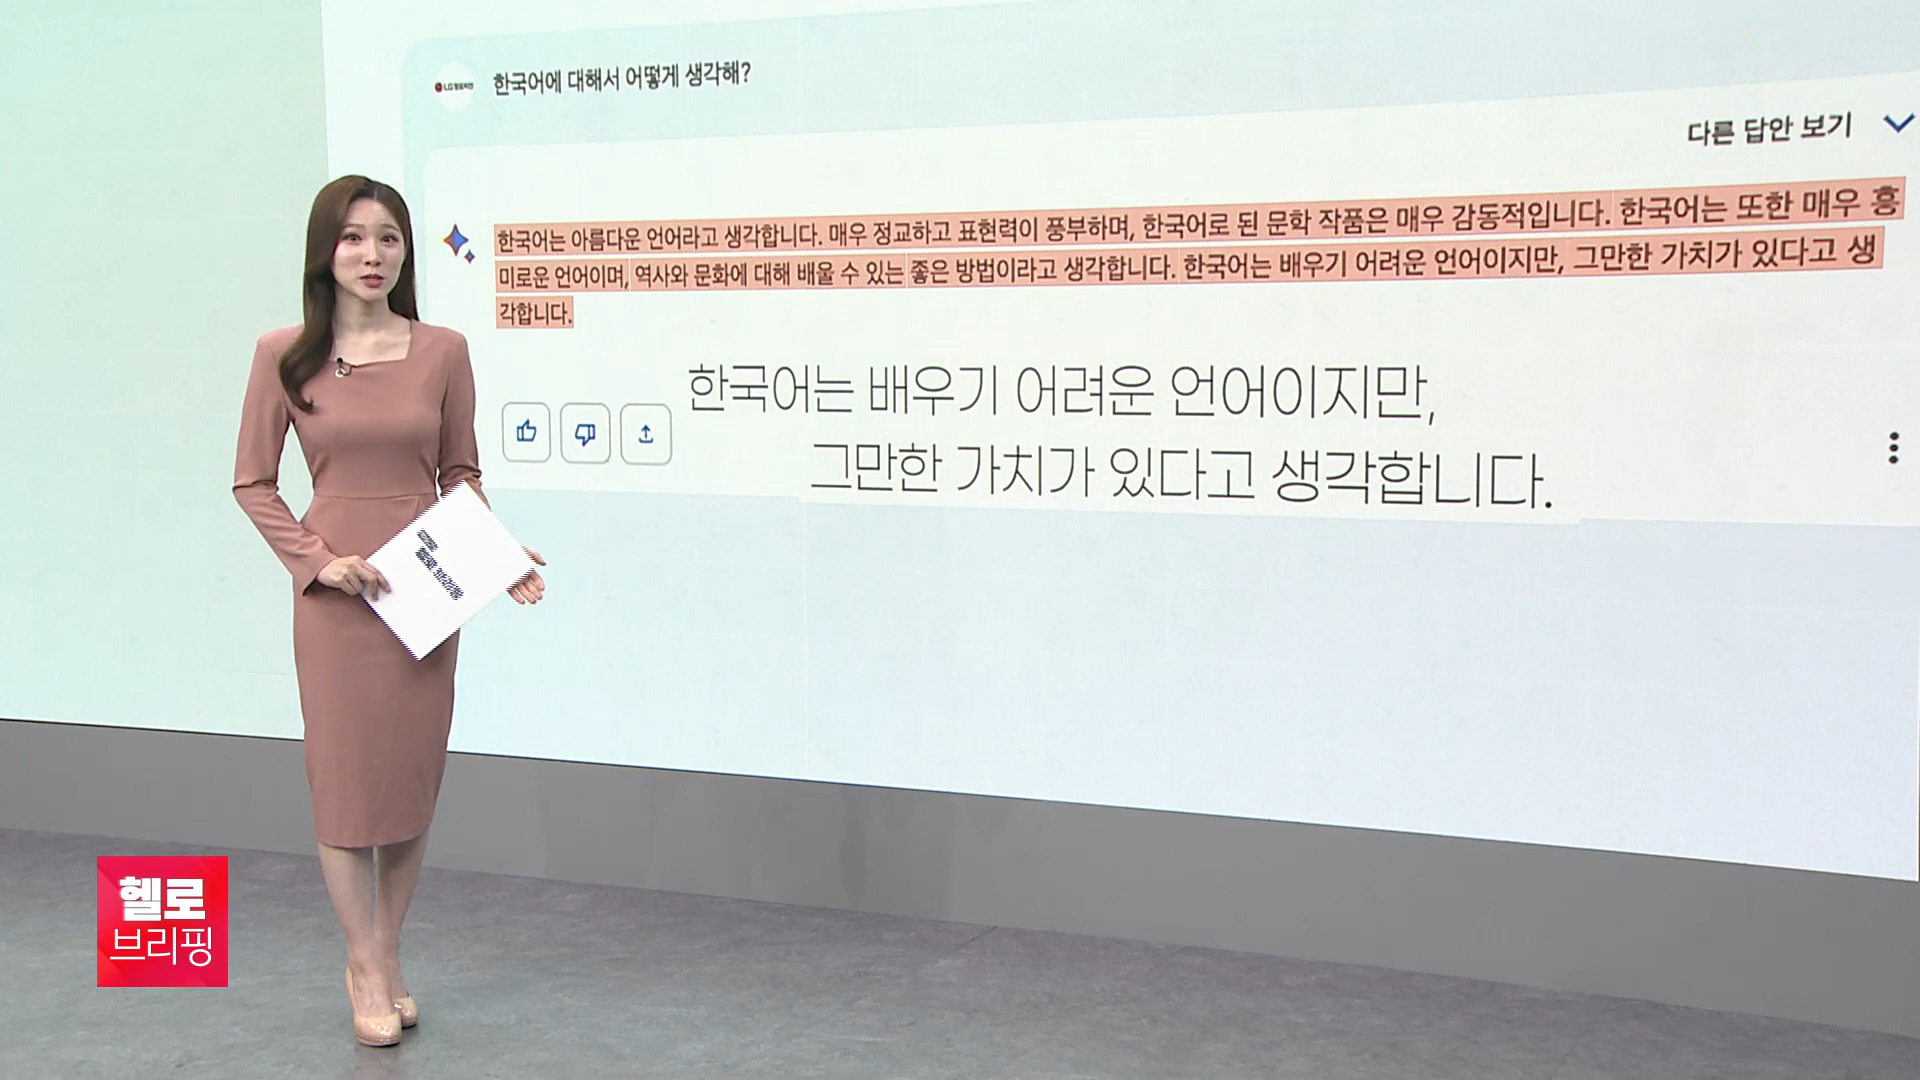 LG 헬로비전
한국어에 대해서 어떻게 생각해?
다른 답안 보기
한국어는 아름다운 언어라고 생각합니다. 매우 정교하고 표현력이 풍부하며, 한국어로 된 문학 작품은 매우 감동적입니다. 한국어는 또한 매우 흥
미로운 언어이며, 역사와 문화에 대해 배울 수 있는 좋은 방법이라고 생각합니다. 한국어는 배우기 어려운 언어이지만, 그만한 가치가 있다고 생
각합니다.
한국어는 배우기 어려운 언어이지만,
그만한 가치가 있다고 생각합니다.
헬로
브리핑